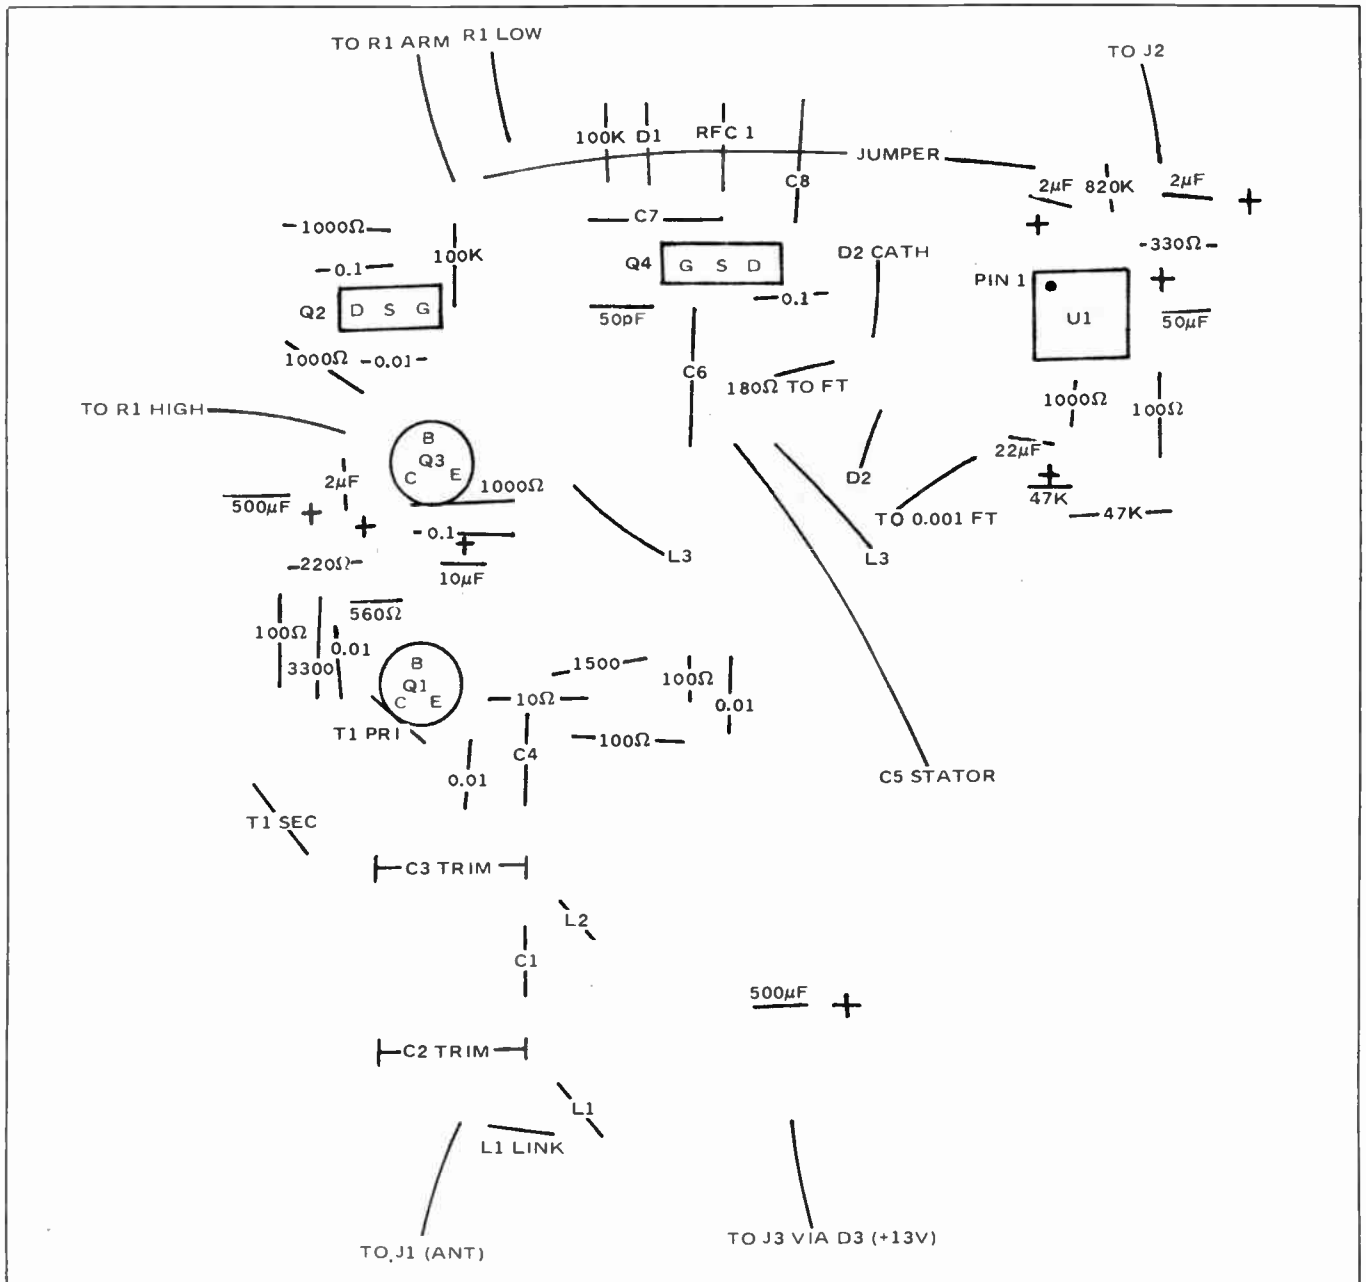 TO R1 ARM
R1 LOW
TO J2
100K
D1
RFC 1
JUMPER
C8
2µF
820K
2µF
C7
1000Ω
100K
Q4
G S D
D2 CATH
330Ω
0.1
PIN 1
Q2
D S G
50pF
0.1
U1
50µF
1000Ω
0.01
C6
180Ω TO FT
1000Ω
100Ω
TO R1 HIGH
B
Q3
C E
2µF
1000Ω
22µF
D2
500µF
47K
TO 0.001 FT
47K
0.1
L3
L3
220Ω
10µF
560Ω
100Ω
0.01
3300
B
Q1
C E
1500
100Ω
10Ω
0.01
T1 PRI
100Ω
C4
0.01
C5 STATOR
T1 SEC
C3 TRIM
L2
C1
500µF
C2 TRIM
L1
L1 LINK
TO J1 (ANT)
TO J3 VIA D3 (+13V)